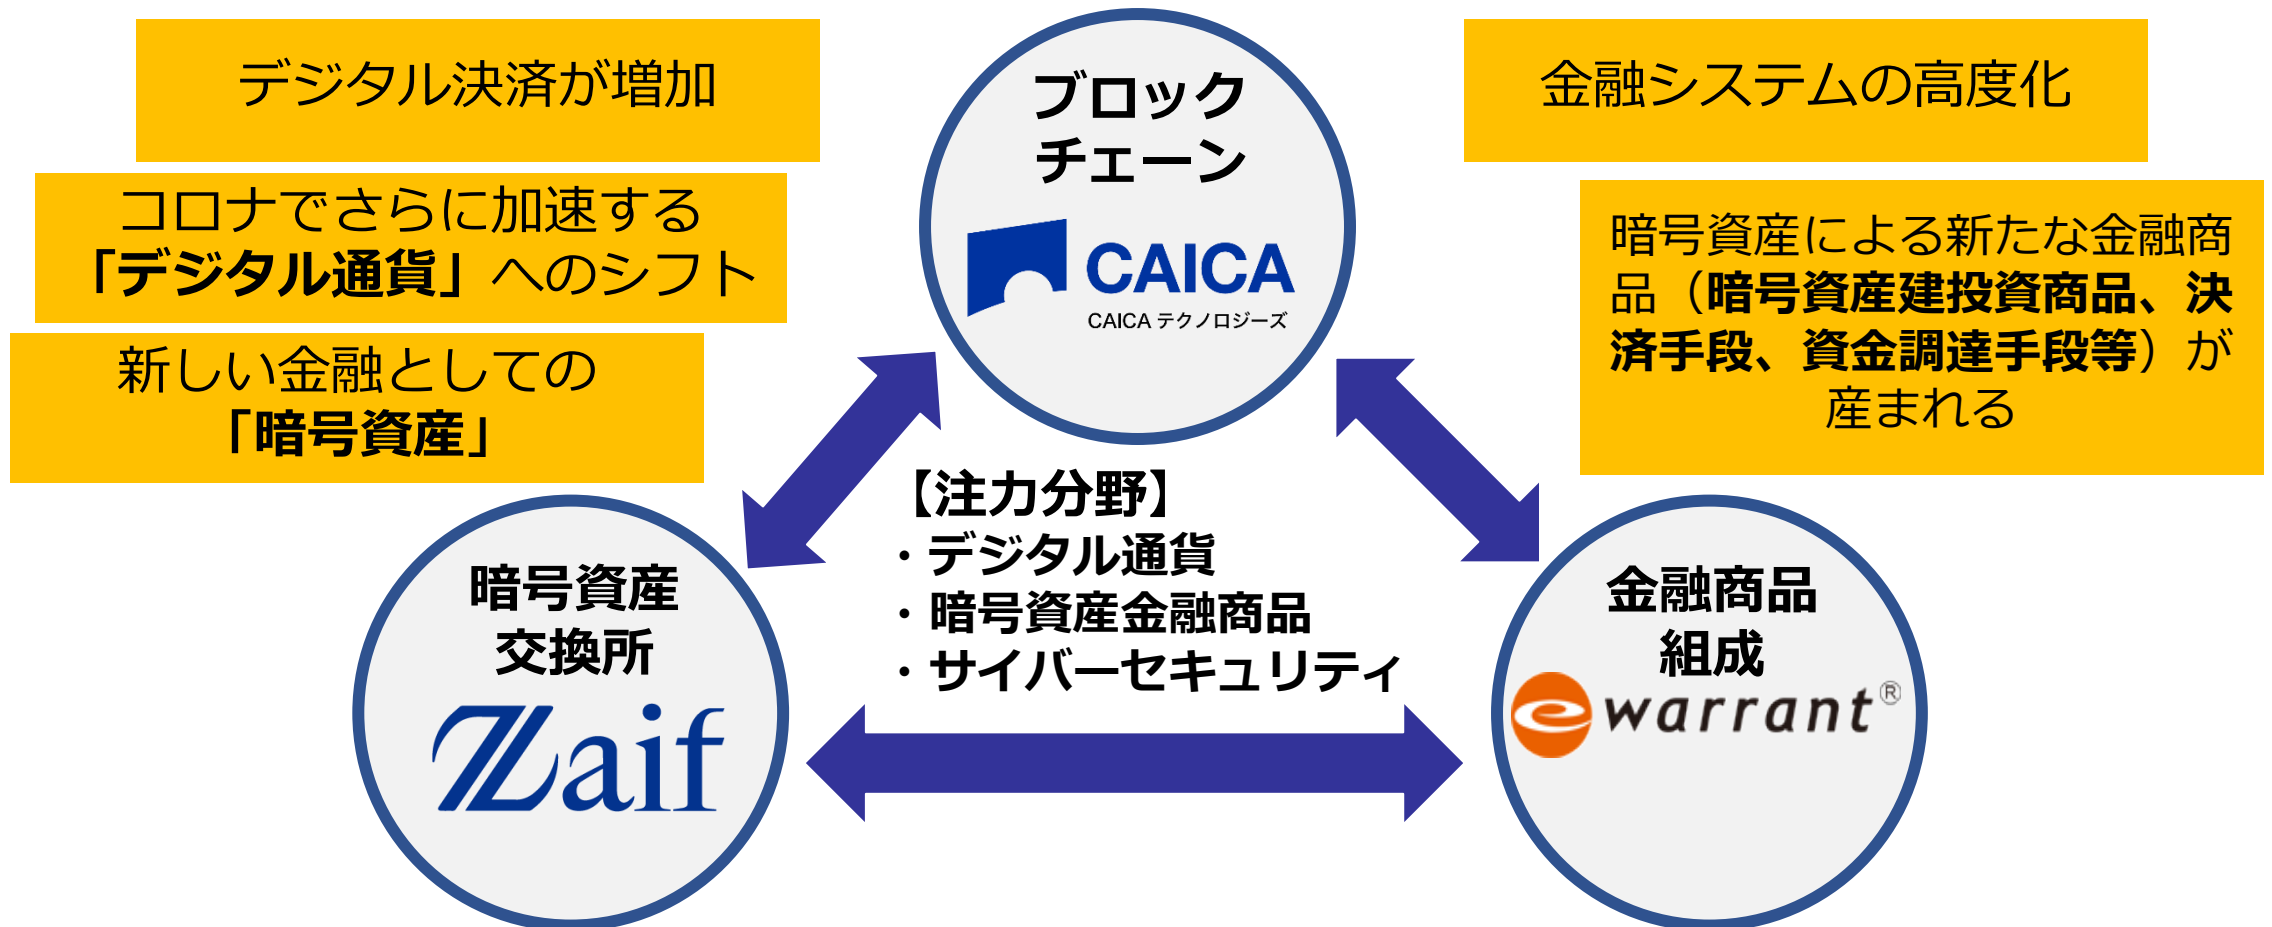 デジタル決済が増加
コロナでさらに加速する
「デジタル通貨」へのシフト
新しい金融としての
「暗号資産」
ブロック
チェーン
CAICA
CAICA テクノロジーズ
金融システムの高度化
暗号資産による新たな金融商
品（暗号資産建投資商品、決
済手段、資金調達手段等）が
産まれる
【注力分野】
・デジタル通貨
・暗号資産金融商品
・サイバーセキュリティ
暗号資産
交換所
Zaif
金融商品
組成
e warrant®